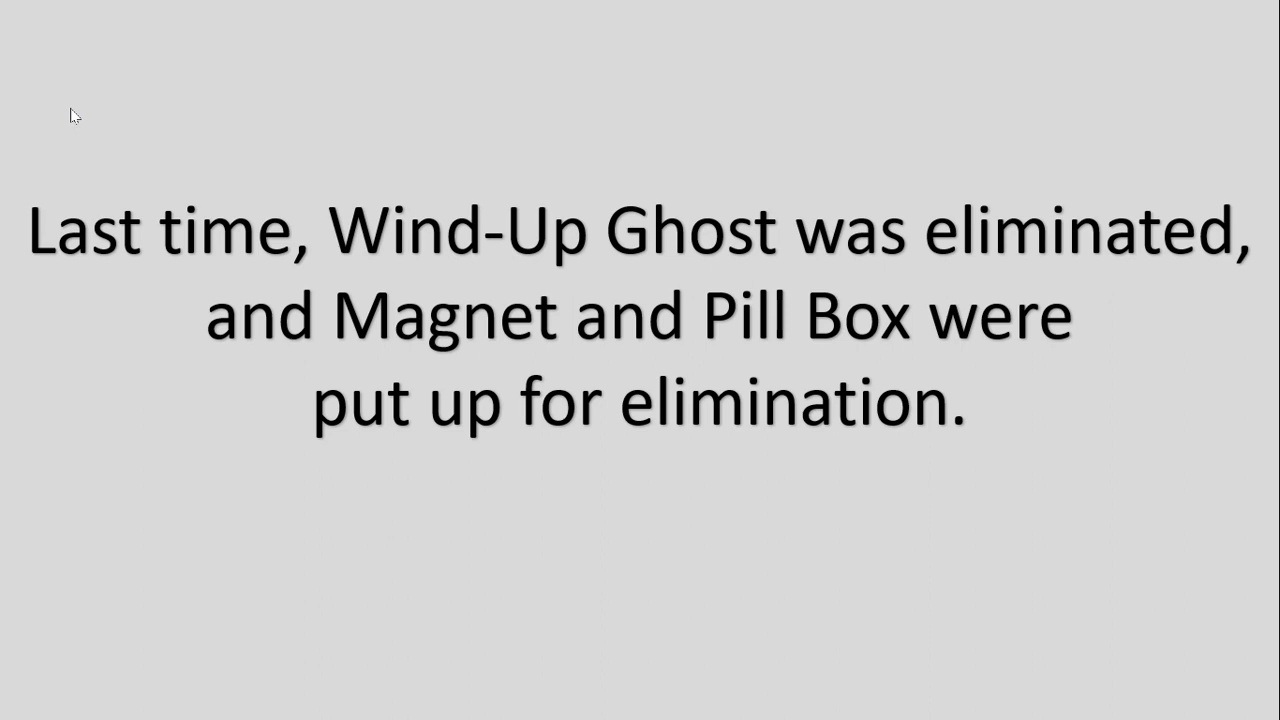 Last time, Wind-Up Ghost was eliminated,
and Magnet and Pill Box were
put up for elimination.